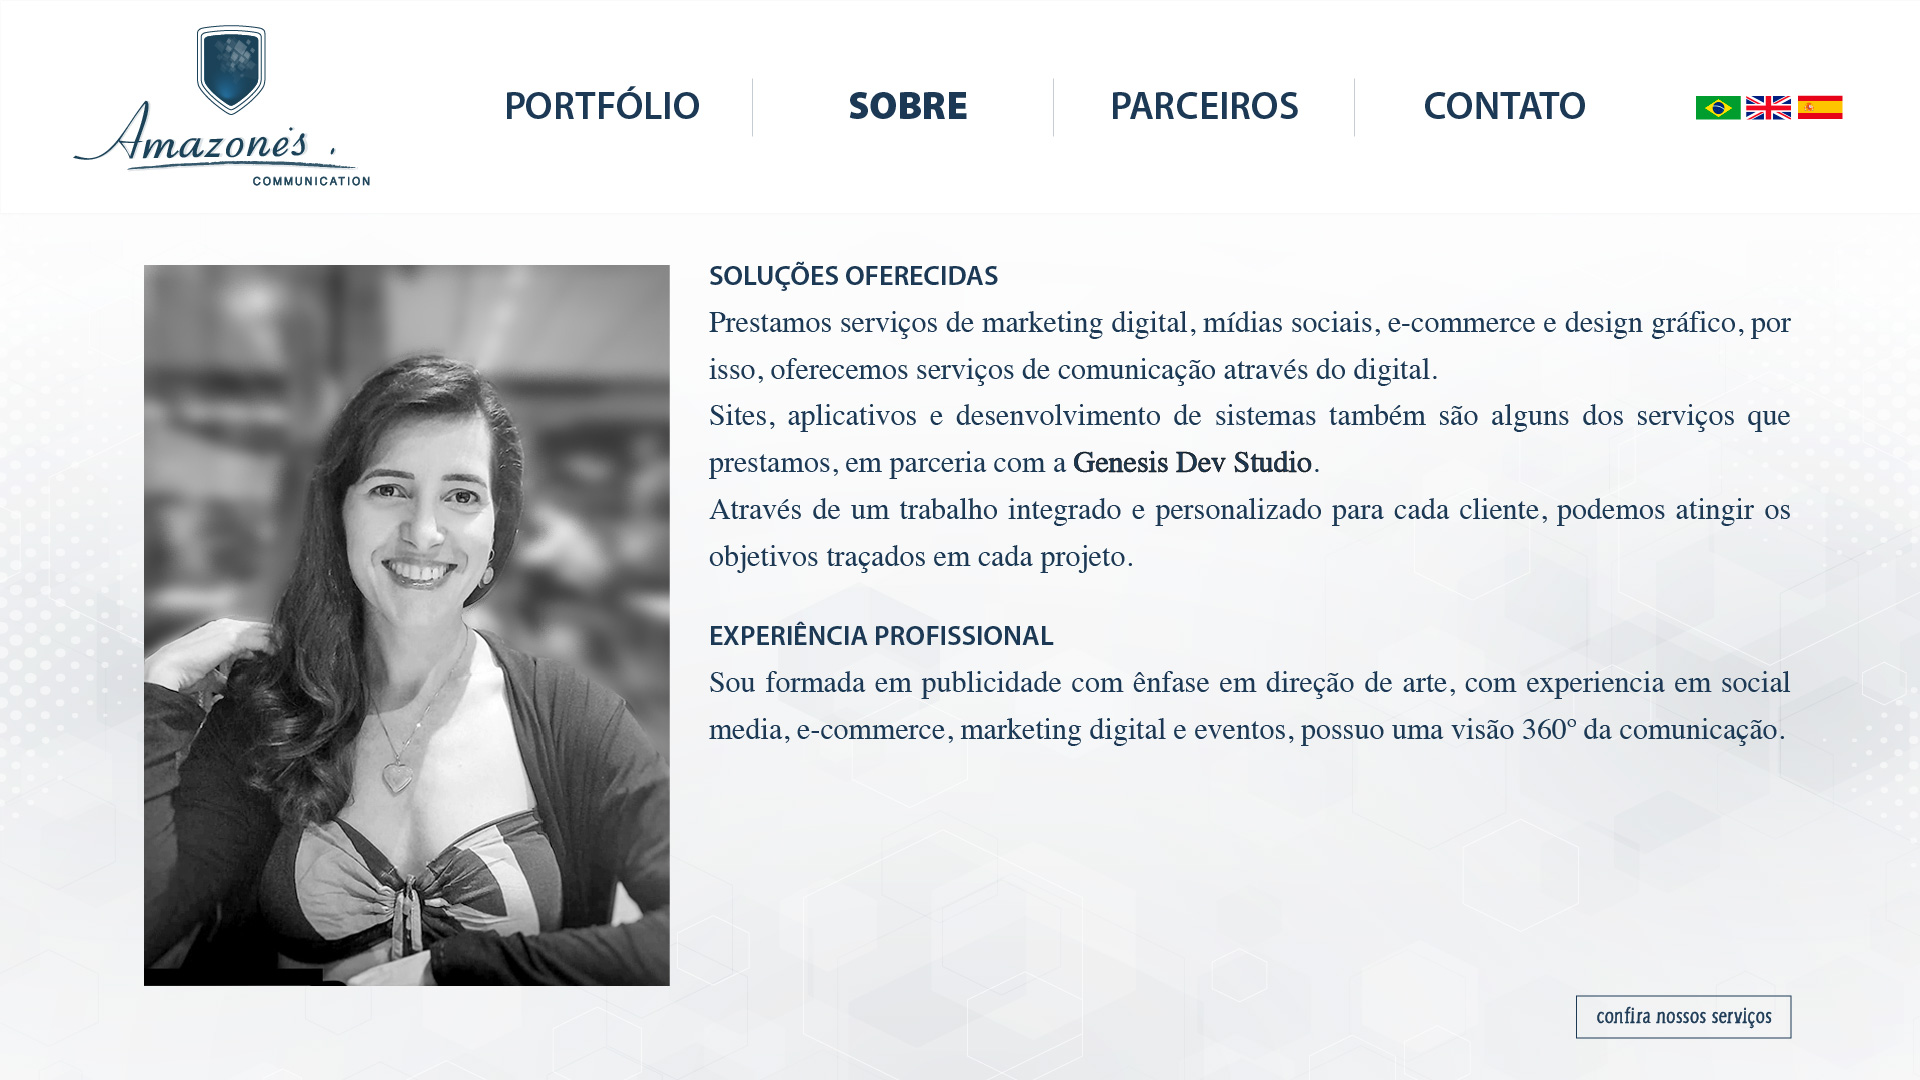 Amazone's
COMMUNICATION
PORTFÓLIO
SOBRE
PARCEIROS
CONTATO
SOLUÇÕES OFERECIDAS
Prestamos serviços de marketing digital, mídias sociais, e-commerce e design gráfico, por
isso, oferecemos serviços de comunicação através do digital.
Sites, aplicativos e desenvolvimento de sistemas também são alguns dos serviços que
prestamos, em parceria com a Genesis Dev Studio.
Através de um trabalho integrado e personalizado para cada cliente, podemos atingir os
objetivos traçados em cada projeto.
EXPERIÊNCIA PROFISSIONAL
Sou formada em publicidade com ênfase em direção de arte, com experiencia em social
media, e-commerce, marketing digital e eventos, possuo uma visão 360º da comunicação.
confira nossos serviços